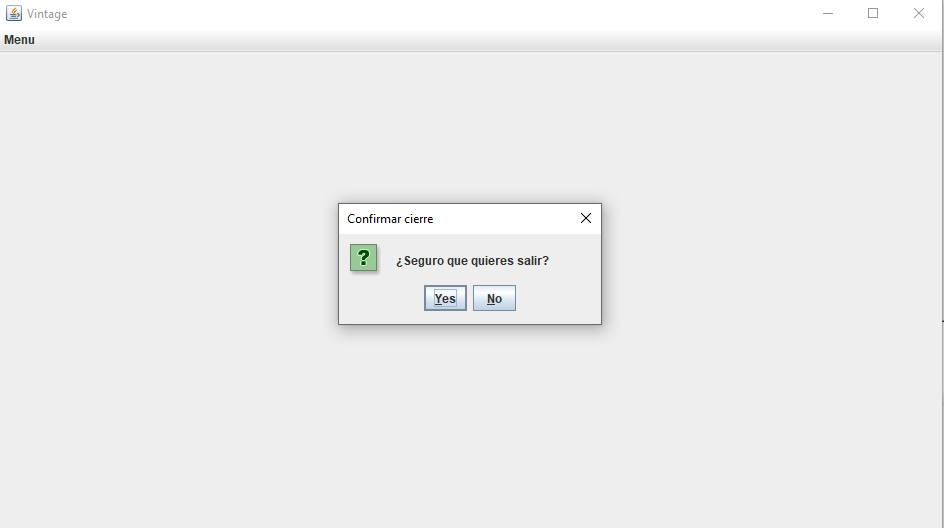 Vintage
Menu
Confirmar cierre
¿Seguro que quieres salir?
Yes No